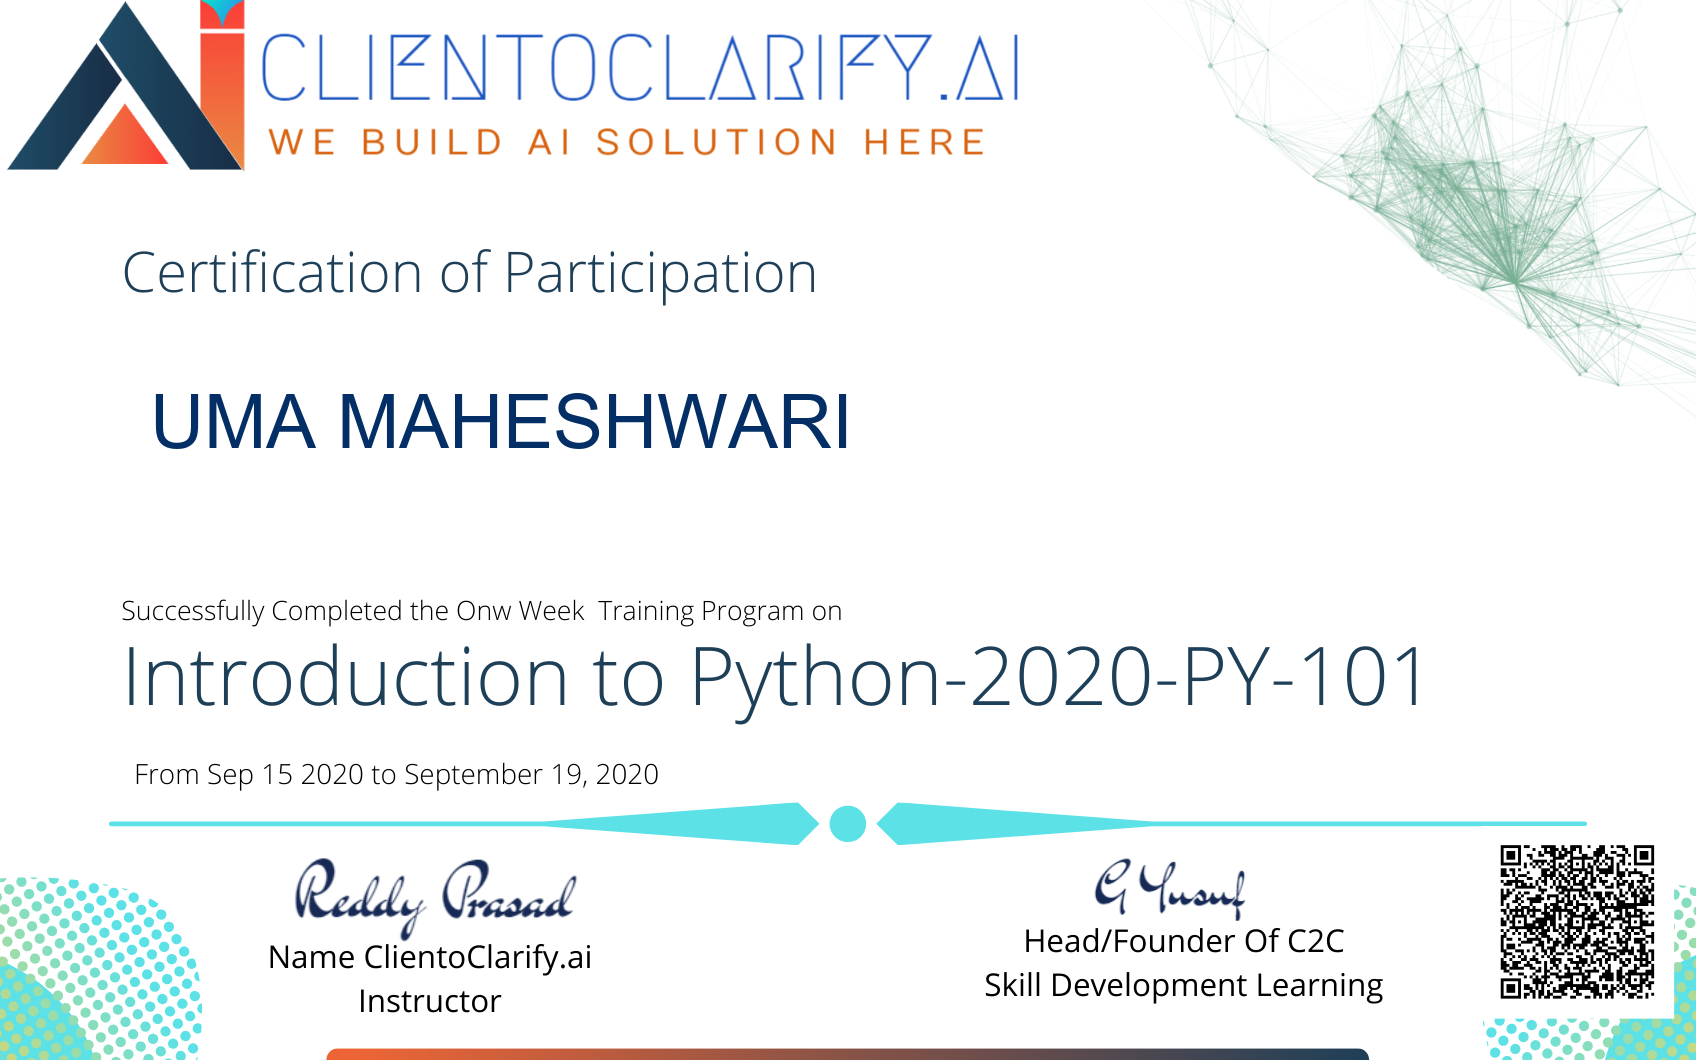 CLIENTOCLARIFY.AI
WE BUILD AI SOLUTION HERE
Certification of Participation
UMA MAHESHWARI
Successfully Completed the Onw Week  Training Program on
Introduction to Python-2020-PY-101
From Sep 15 2020 to September 19, 2020
Reddy Prasad
Name ClientoClarify.ai
Instructor
G Yusuf
Head/Founder Of C2C
Skill Development Learning